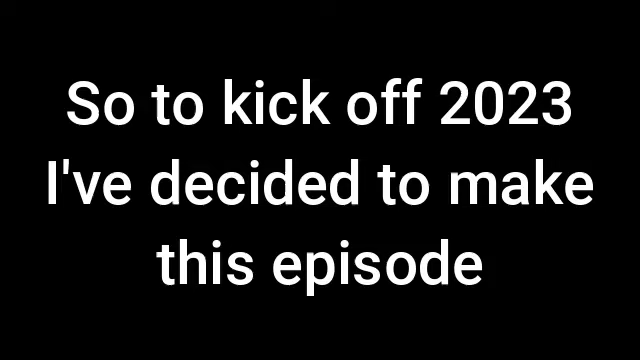 So to kick off 2023
I've decided to make
this episode